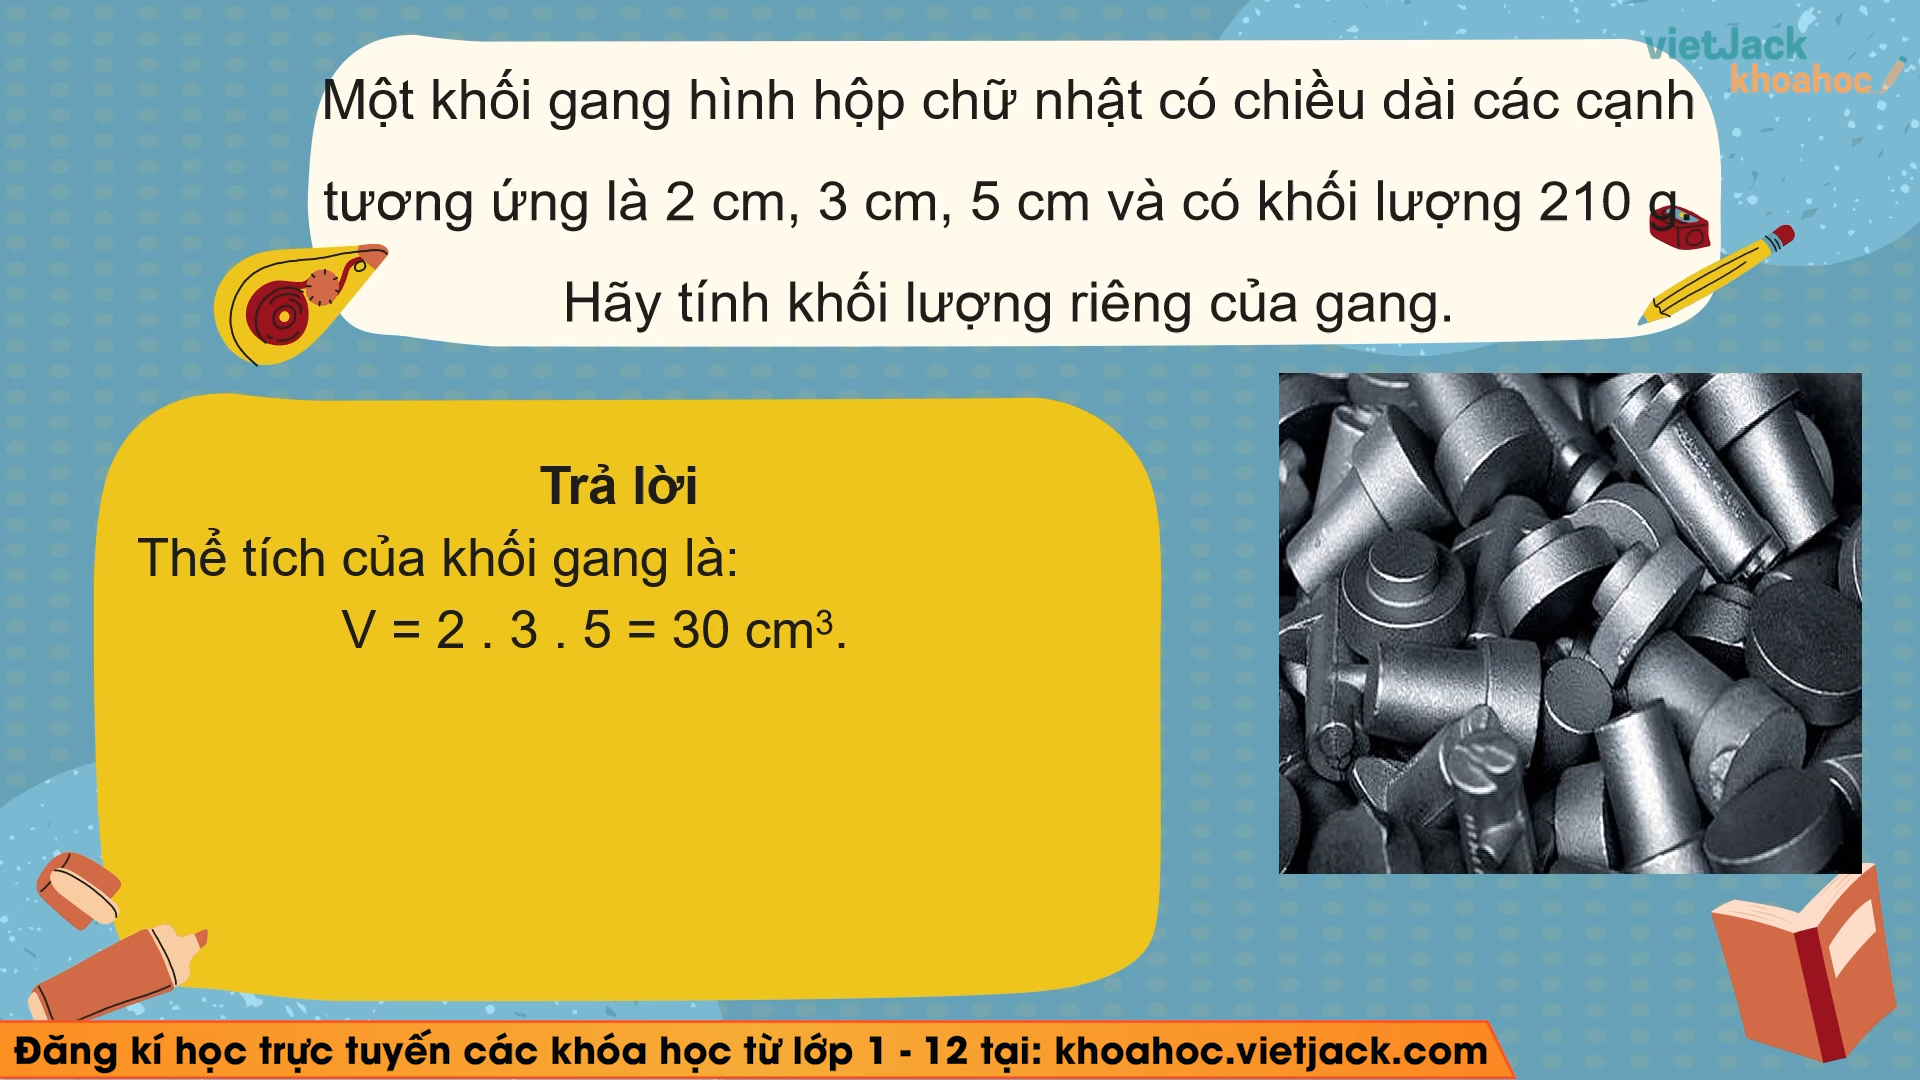 vietJack
khoahoc
Một khối gang hình hộp chữ nhật có chiều dài các cạnh
tương ứng là 2 cm, 3 cm, 5 cm và có khối lượng 210 g.
Hãy tính khối lượng riêng của gang.
Trả lời
Thể tích của khối gang là:
V = 2 . 3 . 5 = 30 cm³.
Đăng kí học trực tuyến các khóa học từ lớp 1 - 12 tại: khoahoc.vietjack.com